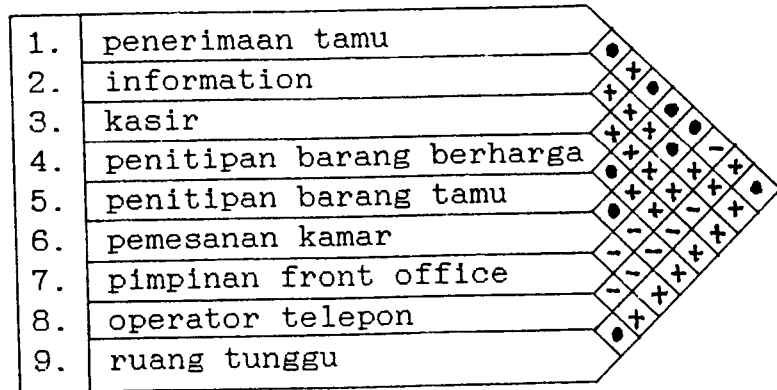 1. penerimaan tamu
2. information
3. kasir
4. penitipan barang berharga
5. penitipan barang tamu
6. pemesanan kamar
7. pimpinan front office
8. operator telepon
9. ruang tunggu